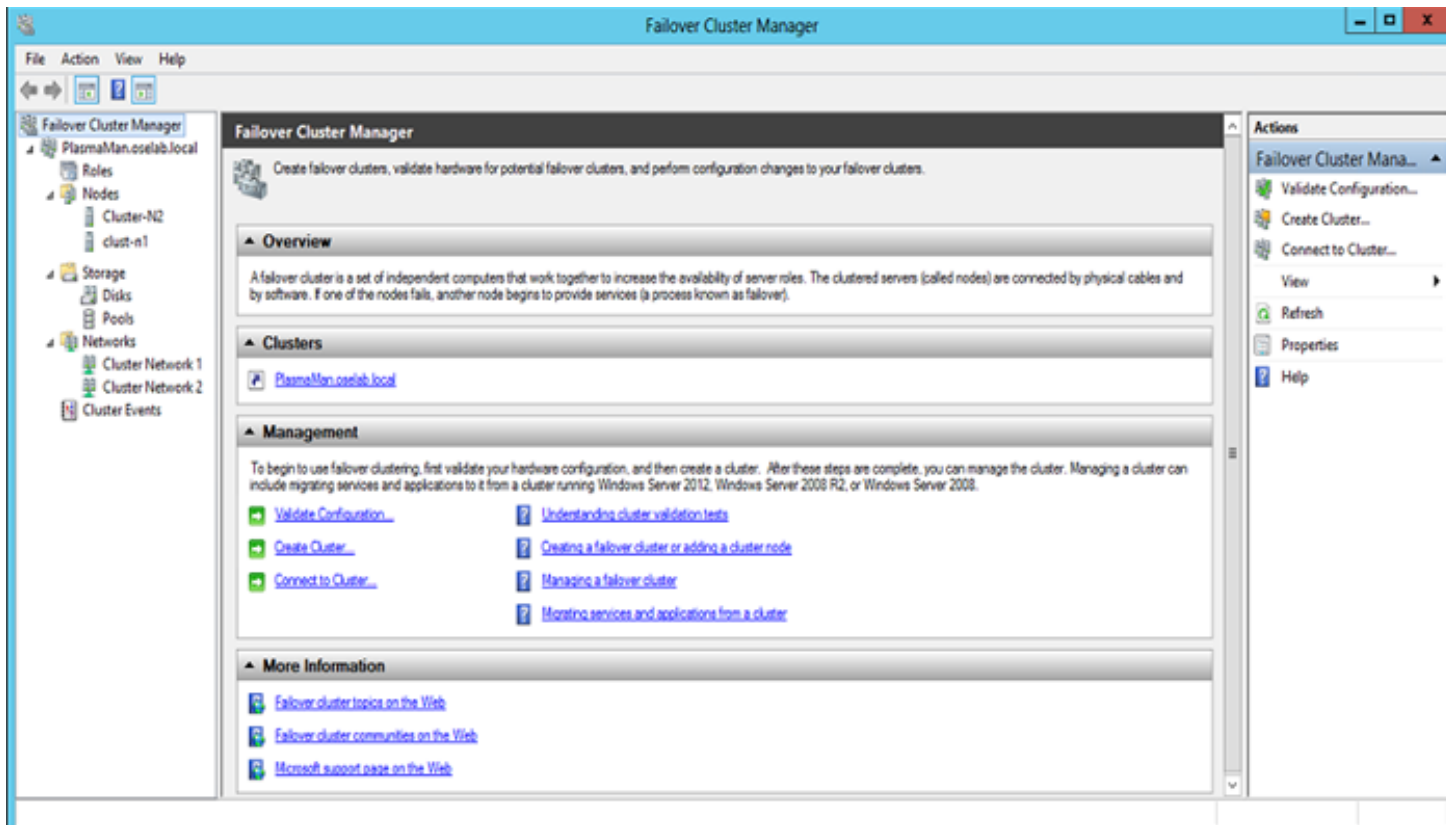 Failover Cluster Manager
File Action View Help
Failover Cluster Manager
PlasmaMan.oselab.local
Roles
Nodes
Cluster-N2
clust-n1
Storage
Disks
Pools
Networks
Cluster Network 1
Cluster Network 2
Cluster Events
Failover Cluster Manager
Create failover clusters, validate hardware for potential failover clusters, and perform configuration changes to your failover clusters.
Overview
A failover cluster is a set of independent computers that work together to increase the availability of server roles. The clustered servers (called nodes) are connected by physical cables and
by software. If one of the nodes fails, another node begins to provide services (a process known as failover).
Clusters
PlasmaMan.oselab.local
Management
To begin to use failover clustering, first validate your hardware configuration, and then create a cluster. After these steps are complete, you can manage the cluster. Managing a cluster can
include migrating services and applications to it from a cluster running Windows Server 2012, Windows Server 2008 R2, or Windows Server 2008.
Validate Configuration...
Understanding cluster validation tests
Create Cluster...
Creating a failover cluster or adding a cluster node
Connect to Cluster...
Managing a failover cluster
Migrating services and applications from a cluster
More Information
Failover cluster topics on the Web
Failover cluster communities on the Web
Microsoft support page on the Web
Actions
Failover Cluster Mana...
Validate Configuration...
Create Cluster...
Connect to Cluster...
View
Refresh
Properties
Help